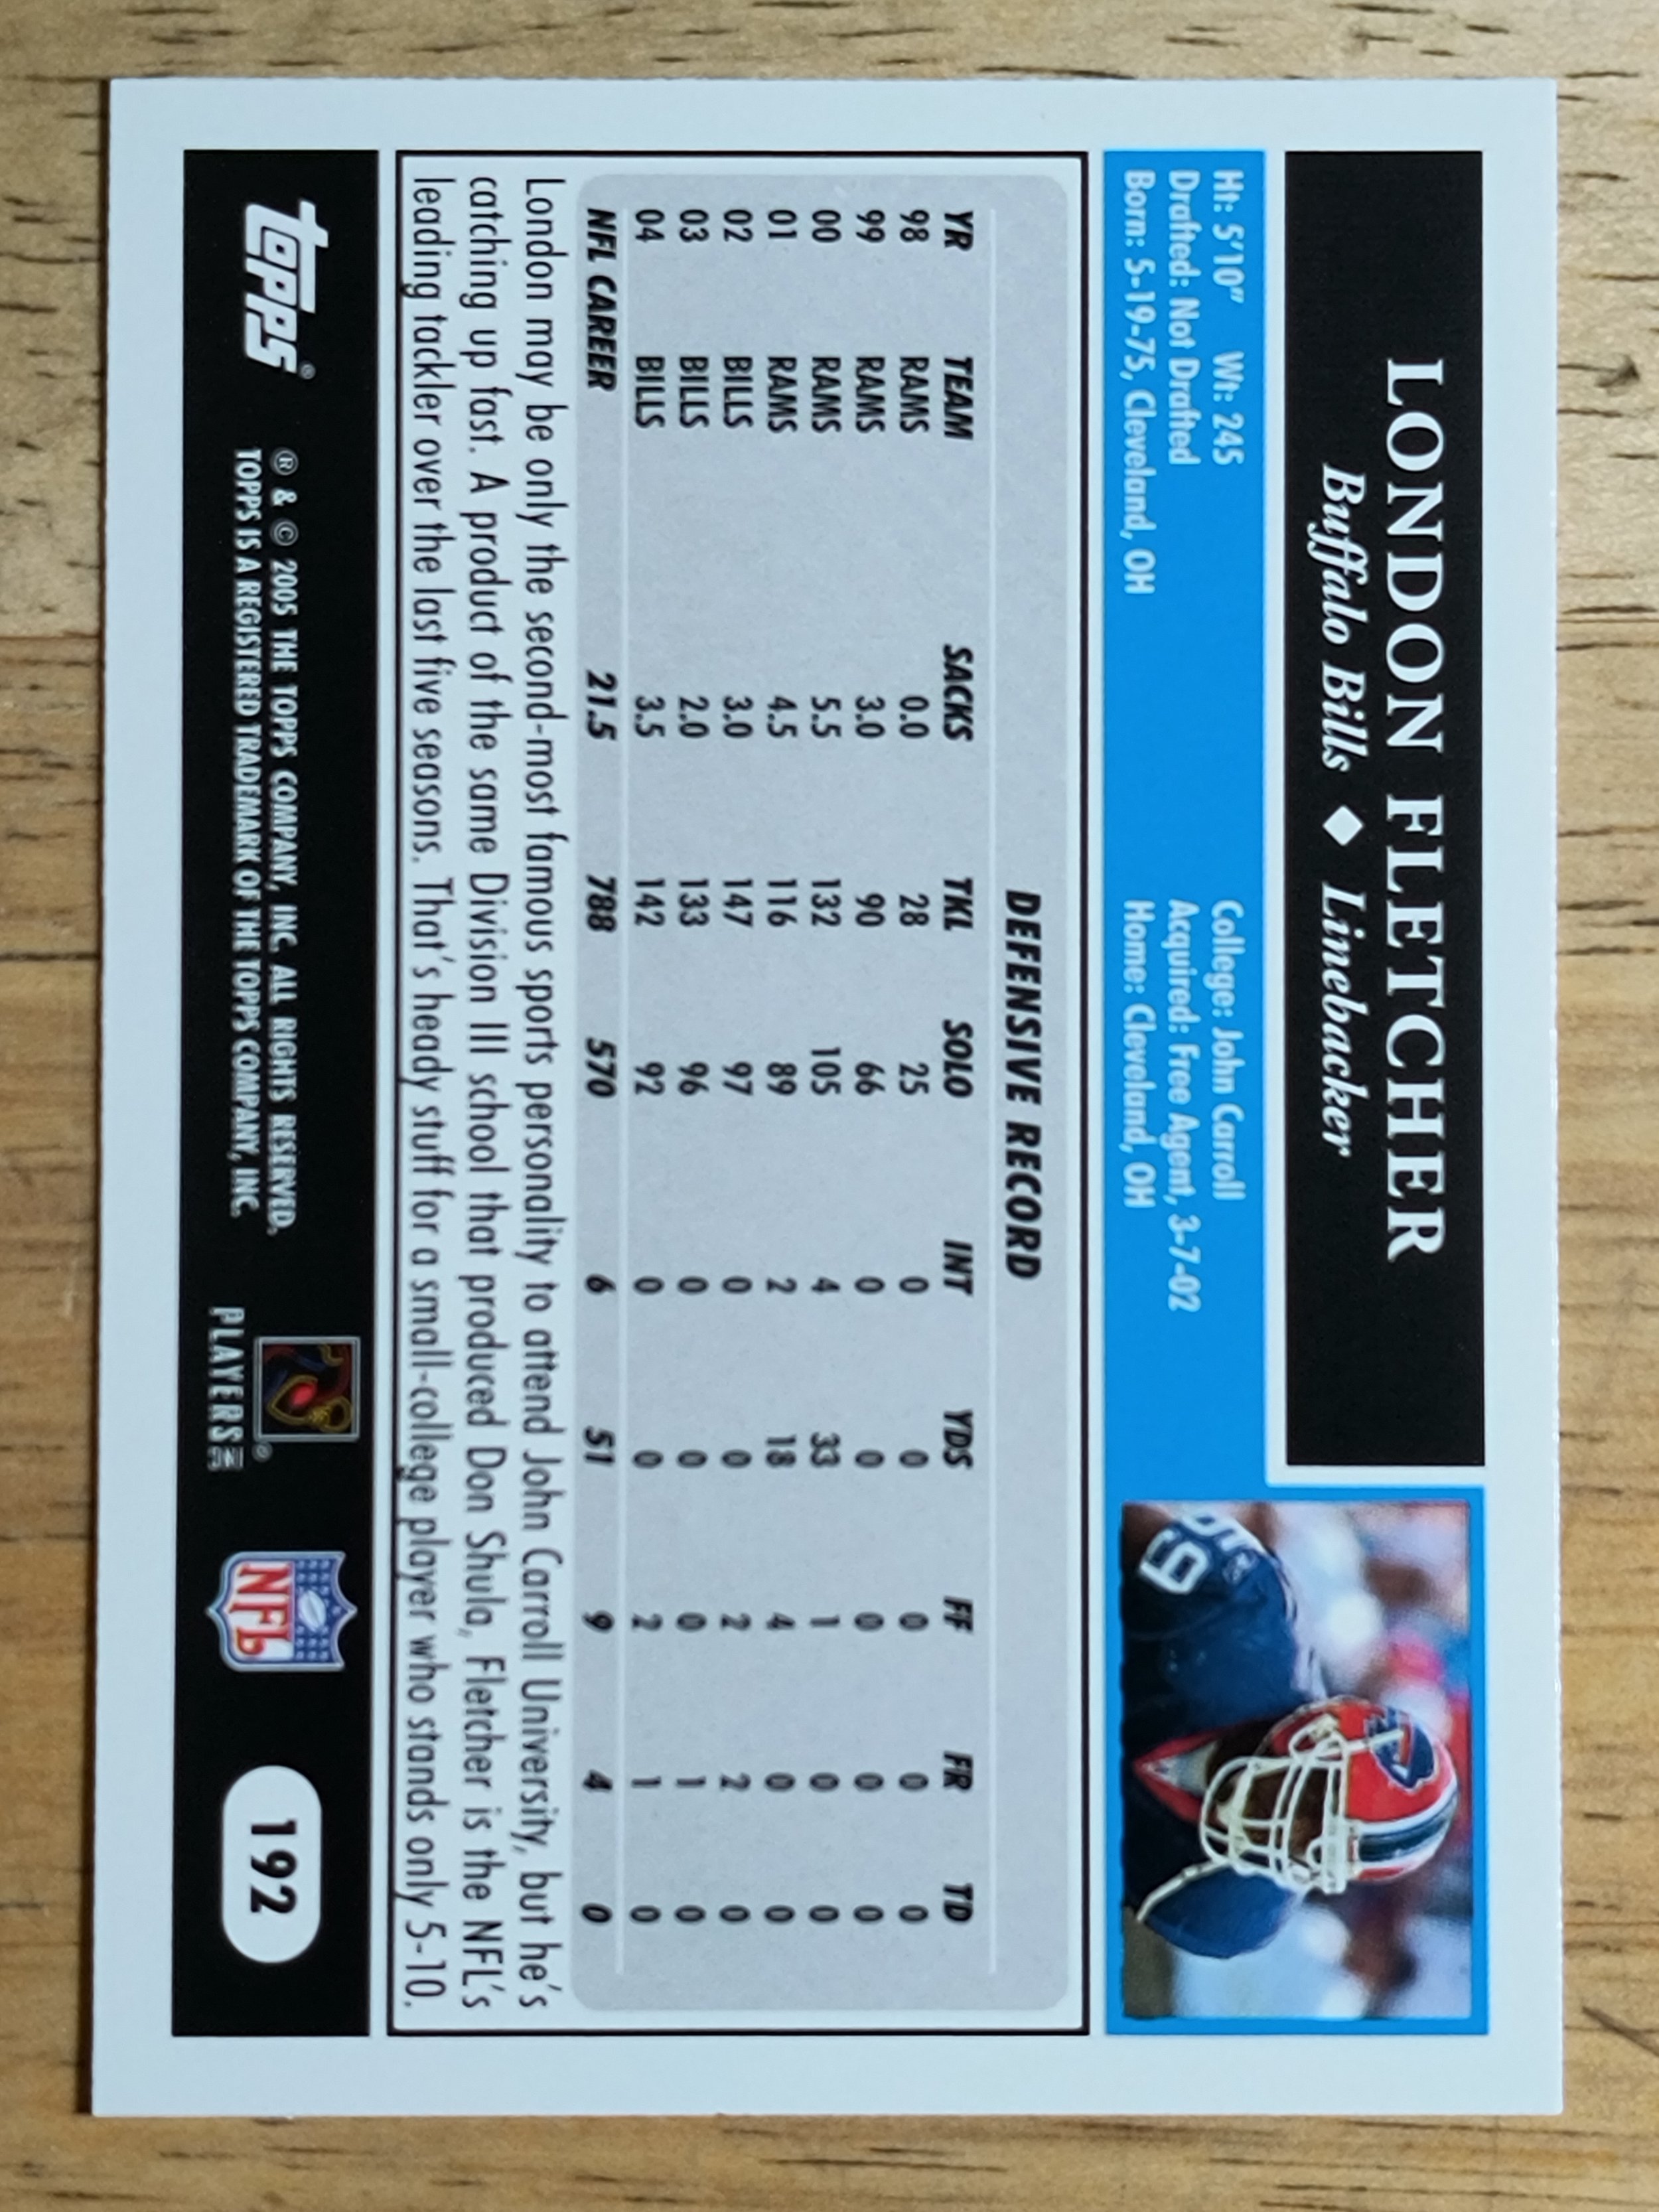 LONDON FLETCHER
Buffalo Bills ◆ Linebacker
Ht: 5'10" Wt: 245 College: John Carroll
Drafted: Not Drafted Acquired: Free Agent, 3-7-02
Born: 5-19-75, Cleveland, OH Home: Cleveland, OH
59
DEFENSIVE RECORD
YR TEAM SACKS TKL SOLO INT YDS FF FR TD
98 RAMS 0.0 28 25 0 0 0 0 0
99 RAMS 3.0 90 66 0 0 0 0 0
00 RAMS 5.5 132 105 4 33 1 0 0
01 RAMS 4.5 116 89 2 18 4 0 0
02 BILLS 3.0 147 97 0 0 2 2 0
03 BILLS 2.0 133 96 0 0 0 1 0
04 BILLS 3.5 142 92 0 0 2 1 0
NFL CAREER 21.5 788 570 6 51 9 4 0
London may be only the second-most famous sports personality to attend John Carroll University, but he's
catching up fast. A product of the same Division III school that produced Don Shula, Fletcher is the NFL's
leading tackler over the last five seasons. That's heady stuff for a small-college player who stands only 5-10.
topps®
® & © 2005 THE TOPPS COMPANY, INC. ALL RIGHTS RESERVED.
TOPPS IS A REGISTERED TRADEMARK OF THE TOPPS COMPANY, INC.
PLAYERS INC
NFL
192